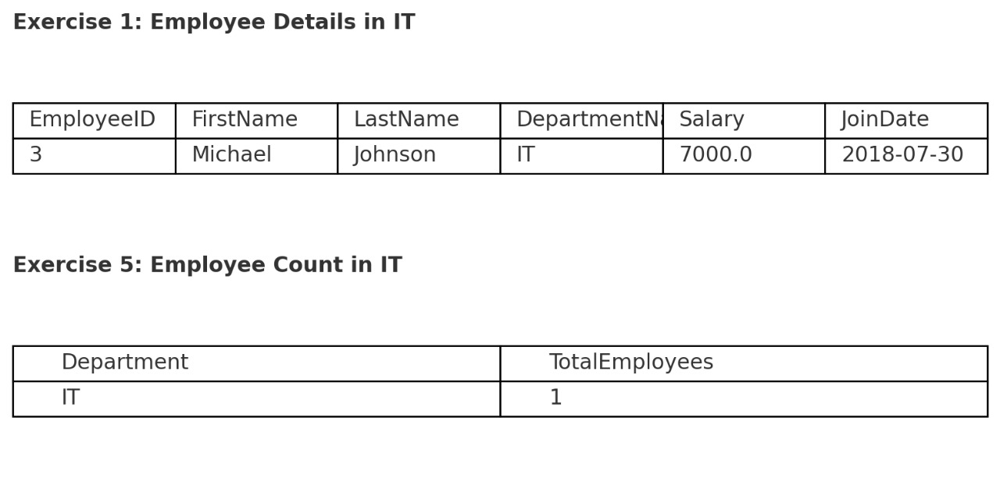 Exercise 1: Employee Details in IT
EmployeeID FirstName LastName DepartmentNa Salary JoinDate
3 Michael Johnson IT 7000.0 2018-07-30
Exercise 5: Employee Count in IT
Department TotalEmployees
IT 1